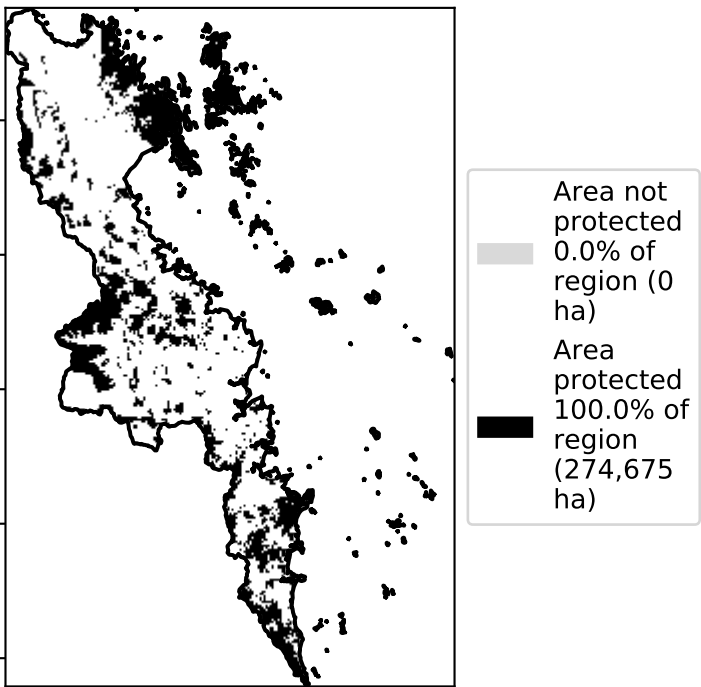 Area not
protected
0.0% of
region (0
ha)
Area
protected
100.0% of
region
(274,675
ha)